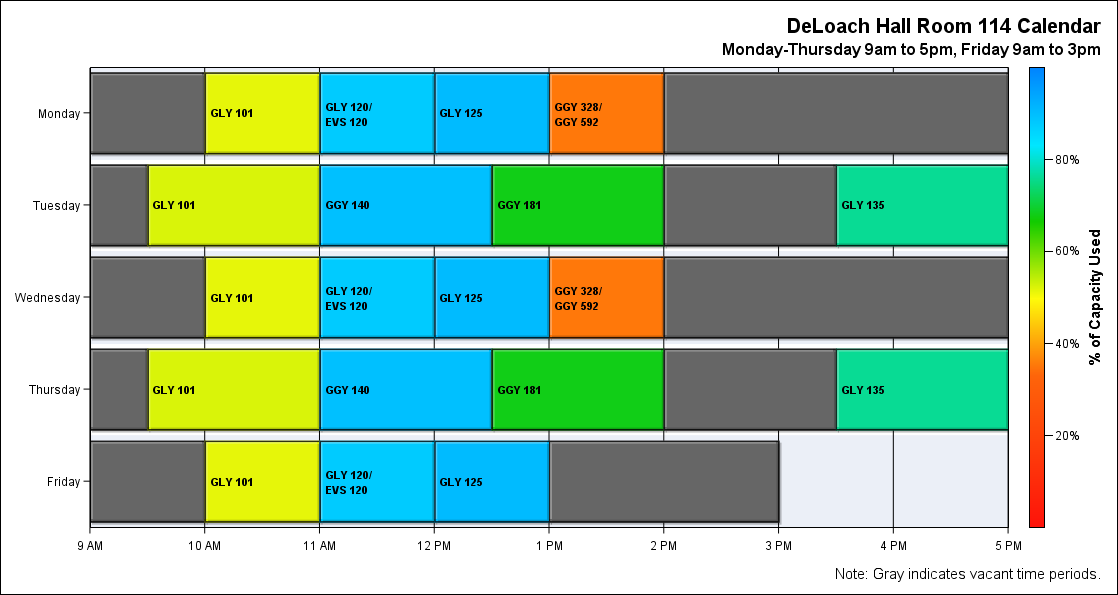 DeLoach Hall Room 114 Calendar
Monday-Thursday 9am to 5pm, Friday 9am to 3pm
Monday
GLY 101
GLY 120/
EVS 120
GLY 125
GGY 328/
GGY 592
Tuesday
GLY 101
GGY 140
GGY 181
GLY 135
Wednesday
GLY 101
GLY 120/
EVS 120
GLY 125
GGY 328/
GGY 592
Thursday
GLY 101
GGY 140
GGY 181
GLY 135
Friday
GLY 101
GLY 120/
EVS 120
GLY 125
9 AM
10 AM
11 AM
12 PM
1 PM
2 PM
3 PM
4 PM
5 PM
80%
60%
40%
20%
% of Capacity Used
Note: Gray indicates vacant time periods.